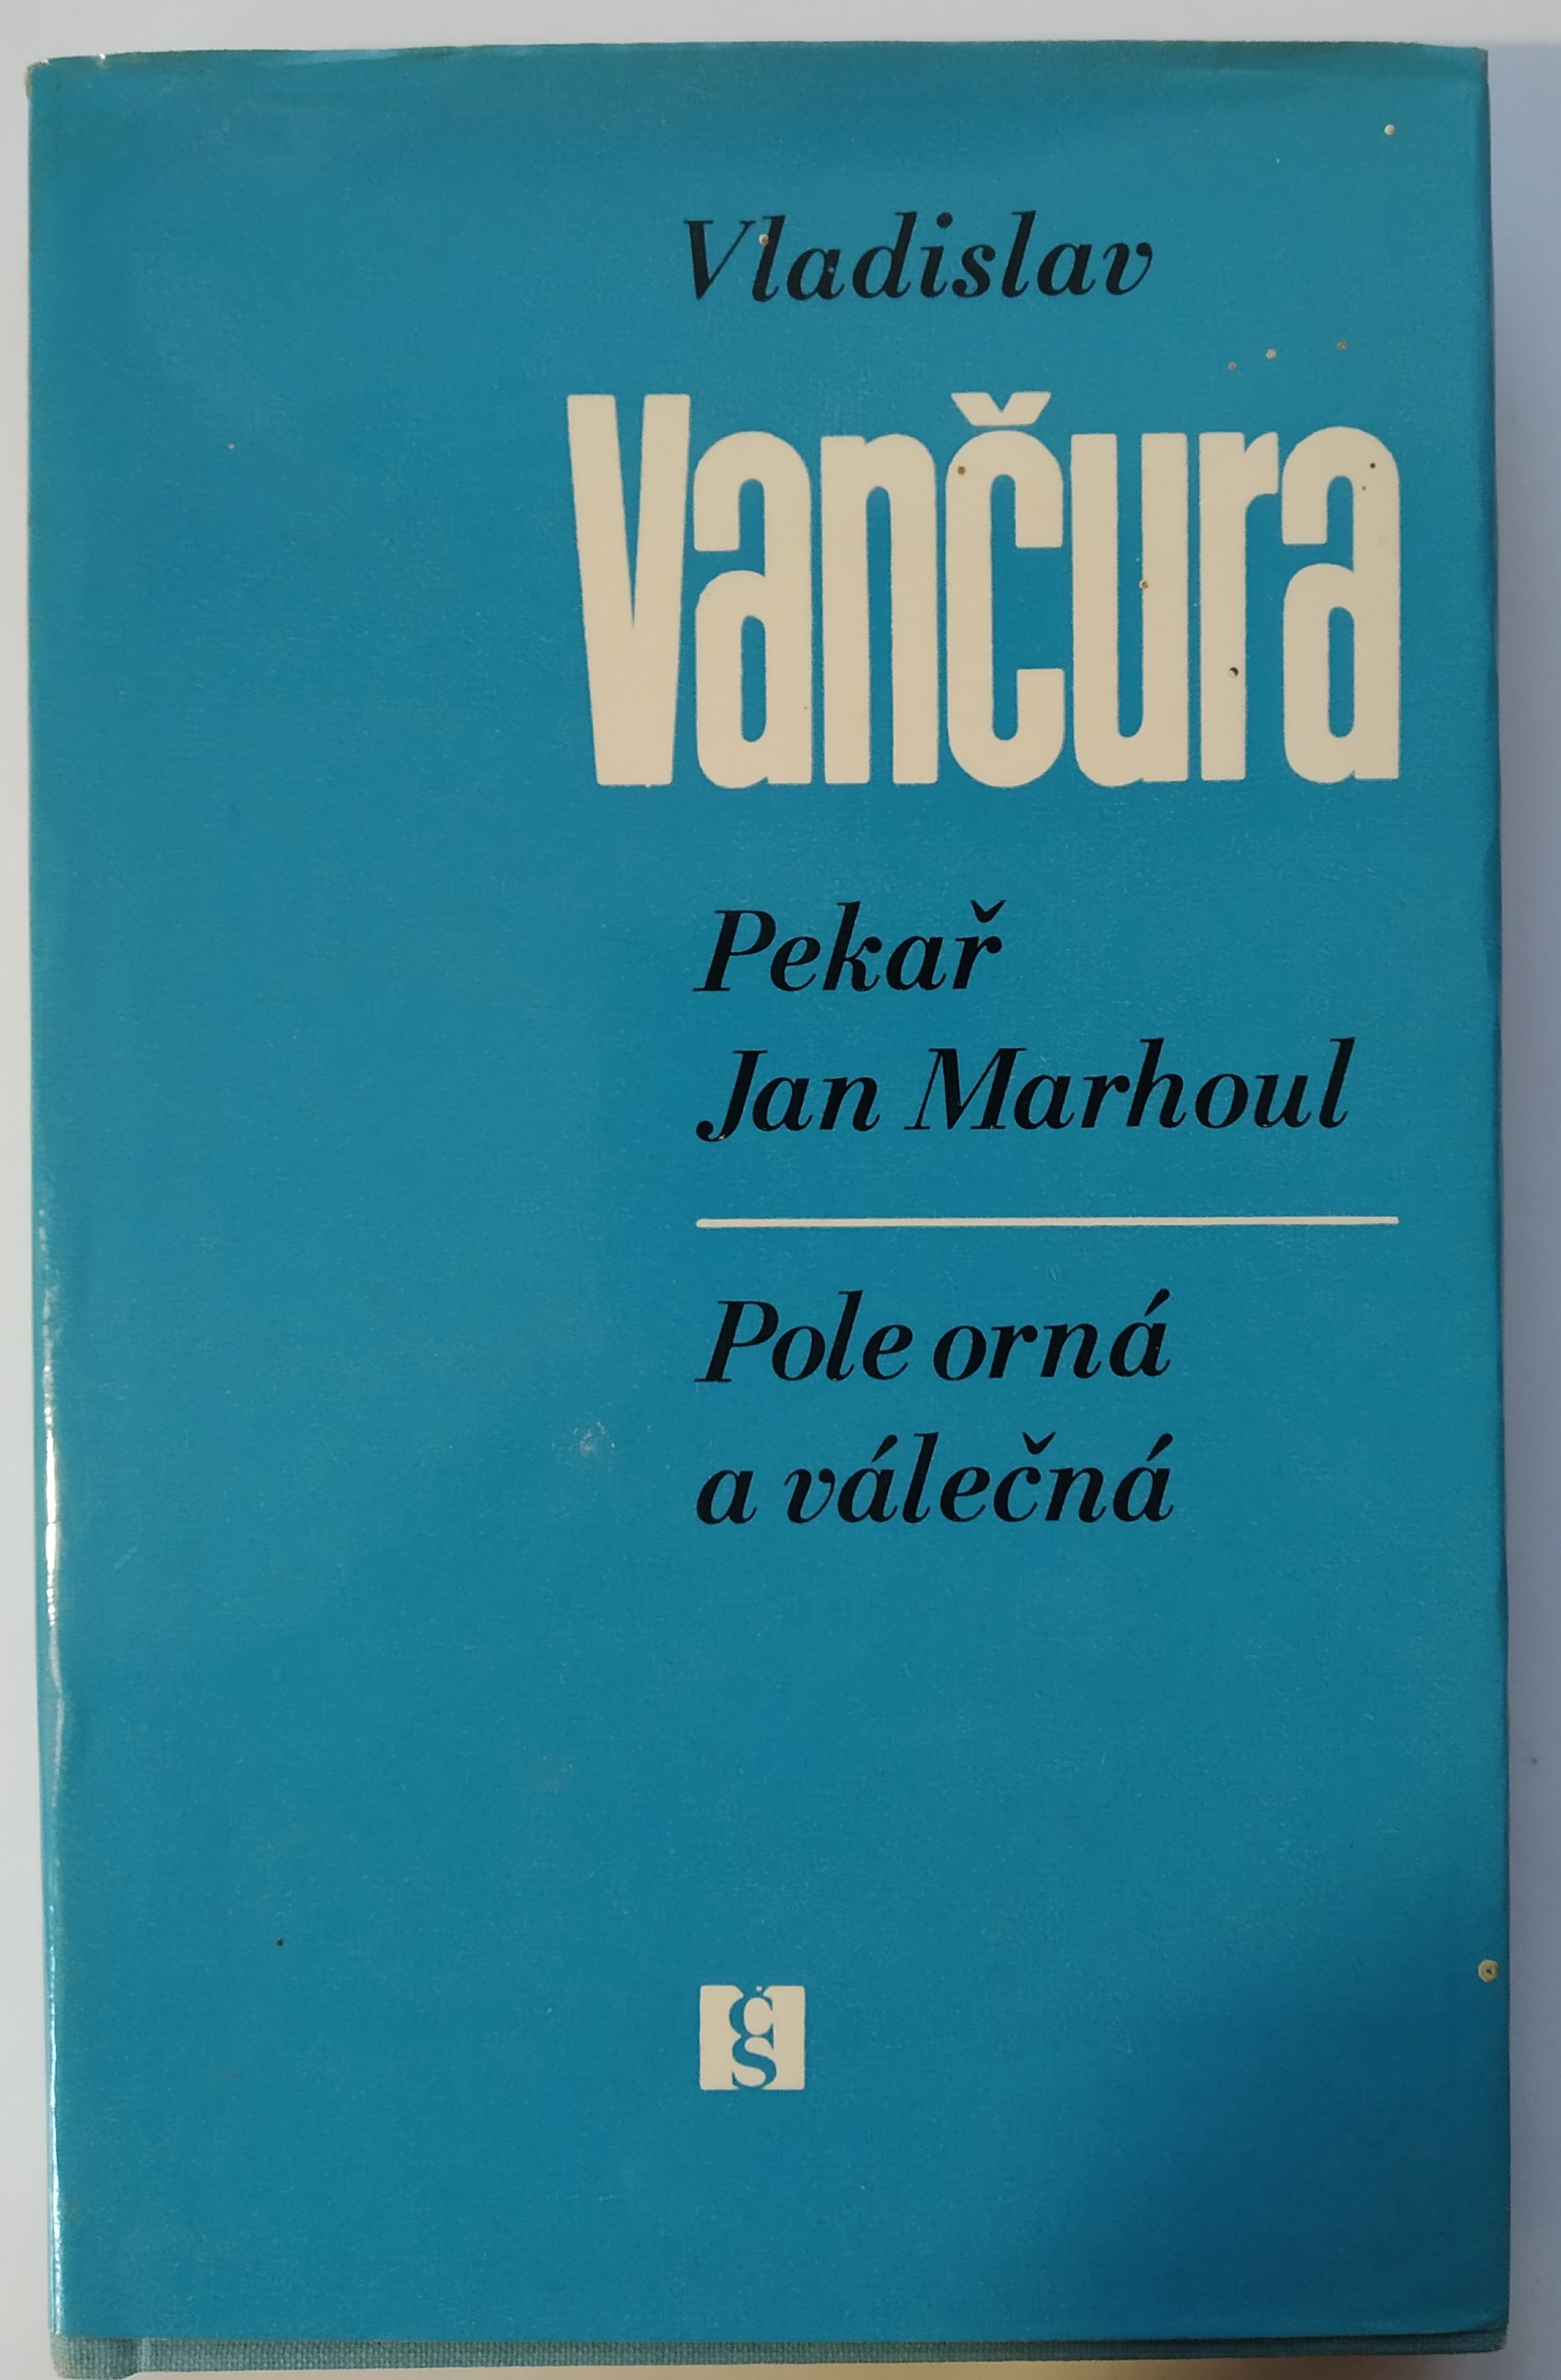 Vladislav
Vančura
Pekař
Jan Marhoul
Pole orná
a válečná
čs